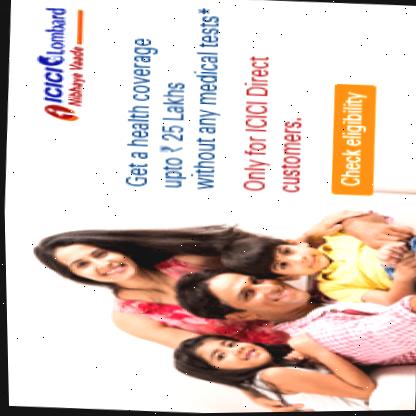 ICICI Lombard
Nibhaye Vaade
Get a health coverage
upto ₹ 25 Lakhs
without any medical tests*
Only for ICICI Direct
customers.
Check eligibility